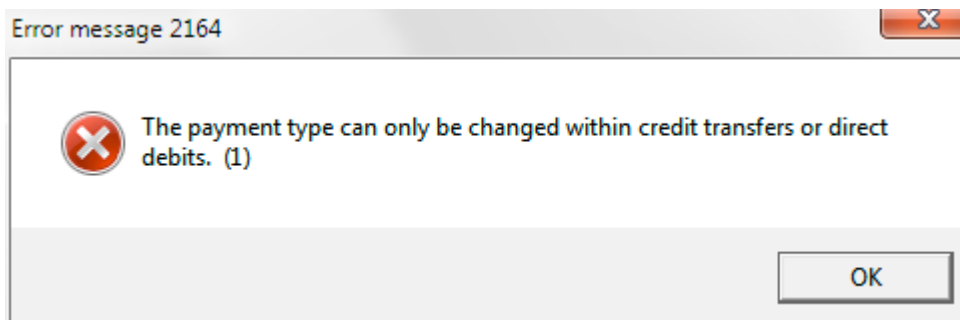 Error message 2164
The payment type can only be changed within credit transfers or direct
debits.  (1)
OK